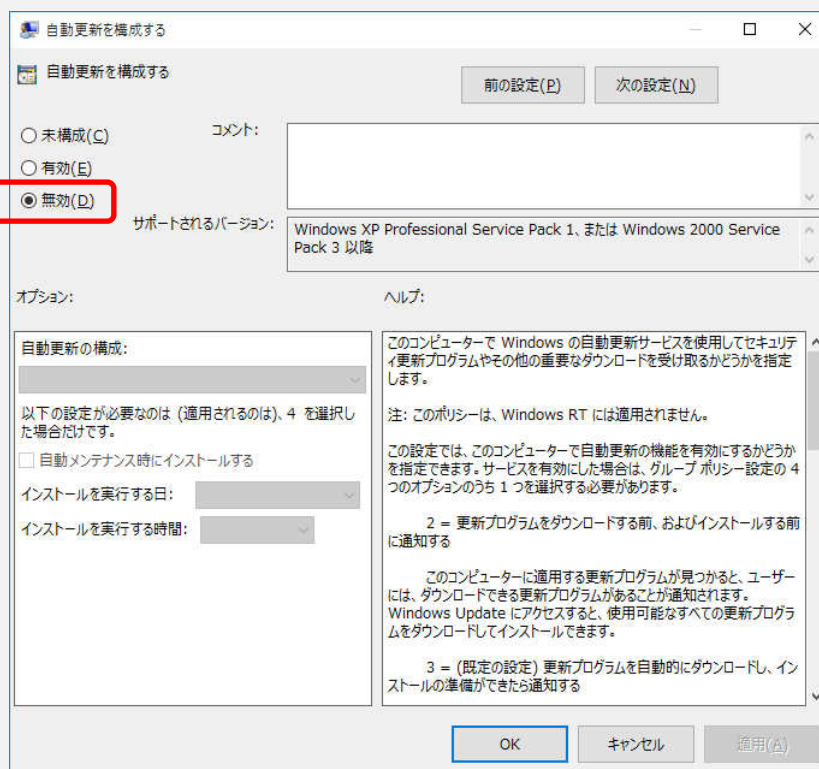 自動更新を構成する
自動更新を構成する
前の設定(P)
次の設定(N)
未構成(C)
有効(E)
無効(D)
コメント:
サポートされるバージョン:
Windows XP Professional Service Pack 1、または Windows 2000 Service
Pack 3 以降
オプション:
ヘルプ:
自動更新の構成:
以下の設定が必要なのは (適用されるのは)、4 を選択し
た場合だけです。
自動メンテナンス時にインストールする
インストールを実行する日:
インストールを実行する時間:
このコンピューターで Windows の自動更新サービスを使用してセキュリテ
ィ更新プログラムやその他の重要なダウンロードを受け取るかどうかを指定
します。
注: このポリシーは、Windows RT には適用されません。
この設定では、このコンピューターで自動更新の機能を有効にするかどうか
を指定できます。サービスを有効にした場合は、グループ ポリシー設定の 4
つのオプションのうち 1 つを選択する必要があります。
2 = 更新プログラムをダウンロードする前、およびインストールする前
に通知する
このコンピューターに適用する更新プログラムが見つかると、ユーザー
には、ダウンロードできる更新プログラムがあることが通知されます。
Windows Update にアクセスすると、使用可能なすべての更新プログラ
ムをダウンロードしてインストールできます。
3 = (既定の設定) 更新プログラムを自動的にダウンロードし、イン
ストールの準備ができたら通知する
OK
キャンセル
適用(A)